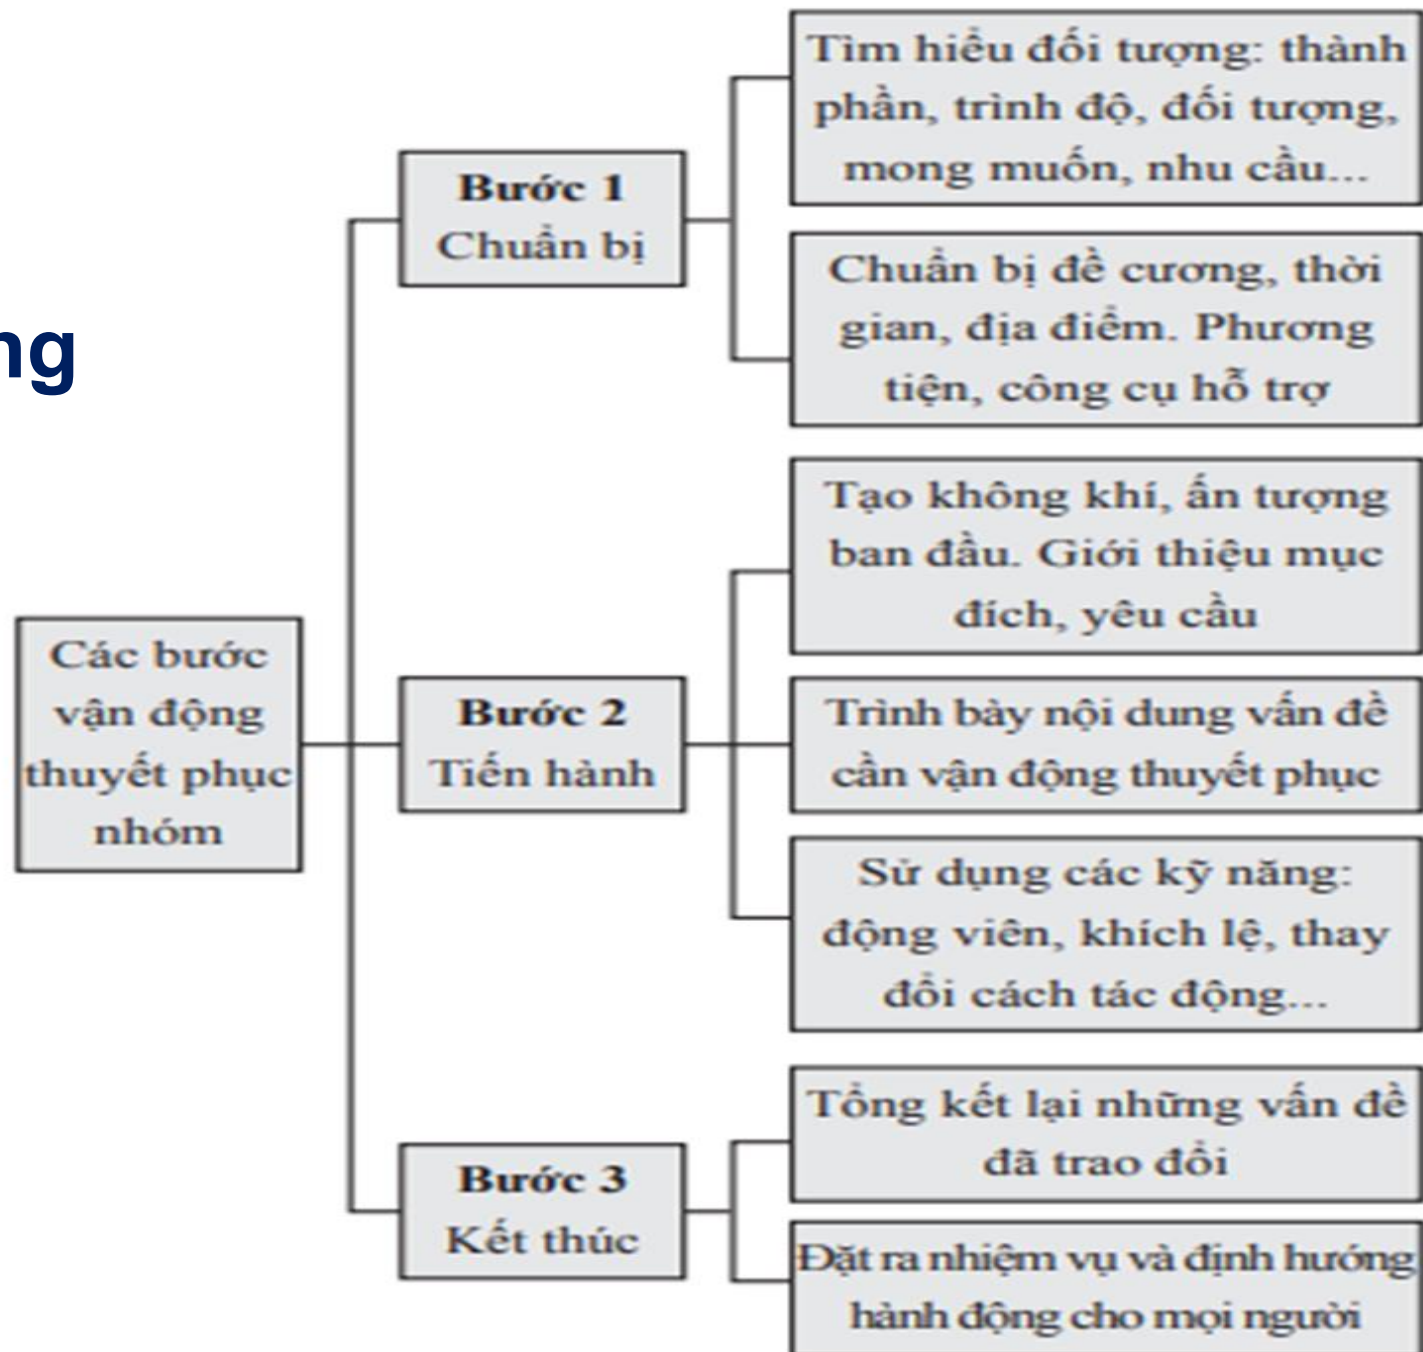 ng
Các bước
vận động
thuyết phục
nhóm
Bước 1
Chuẩn bị
Tìm hiểu đối tượng: thành
phần, trình độ, đối tượng,
mong muốn, nhu cầu...
Chuẩn bị đề cương, thời
gian, địa điểm. Phương
tiện, công cụ hỗ trợ
Bước 2
Tiến hành
Tạo không khí, ấn tượng
ban đầu. Giới thiệu mục
đích, yêu cầu
Trình bày nội dung vấn đề
cần vận động thuyết phục
Sử dụng các kỹ năng:
động viên, khích lệ, thay
đổi cách tác động...
Bước 3
Kết thúc
Tổng kết lại những vấn đề
đã trao đổi
Đặt ra nhiệm vụ và định hướng
hành động cho mọi người